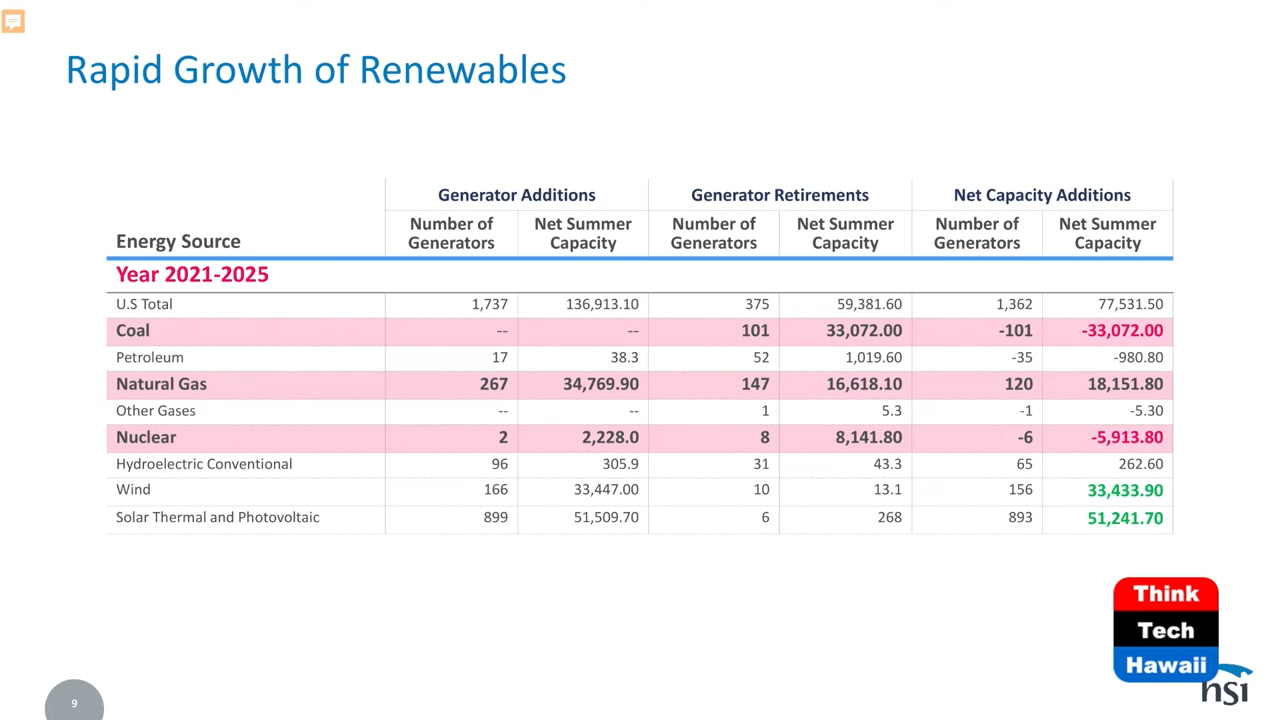 Rapid Growth of Renewables
Generator Additions Generator Retirements Net Capacity Additions
Energy Source Number of Generators Net Summer Capacity Number of Generators Net Summer Capacity Number of Generators Net Summer Capacity
Year 2021-2025
U.S Total 1,737 136,913.10 375 59,381.60 1,362 77,531.50
Coal -- -- 101 33,072.00 -101 -33,072.00
Petroleum 17 38.3 52 1,019.60 -35 -980.80
Natural Gas 267 34,769.90 147 16,618.10 120 18,151.80
Other Gases -- -- 1 5.3 -1 -5.30
Nuclear 2 2,228.0 8 8,141.80 -6 -5,913.80
Hydroelectric Conventional 96 305.9 31 43.3 65 262.60
Wind 166 33,447.00 10 13.1 156 33,433.90
Solar Thermal and Photovoltaic 899 51,509.70 6 268 893 51,241.70
Think
Tech
Hawaii
nsi
9